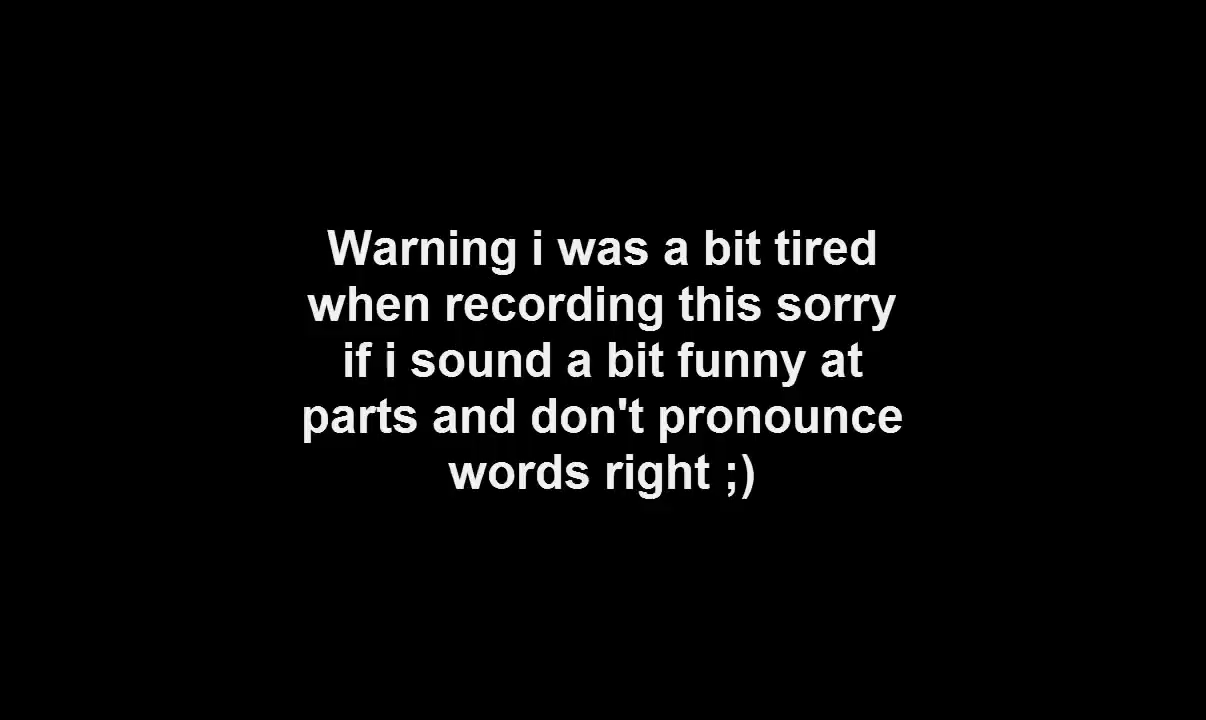 Warning i was a bit tired
when recording this sorry
if i sound a bit funny at
parts and don't pronounce
words right ;)